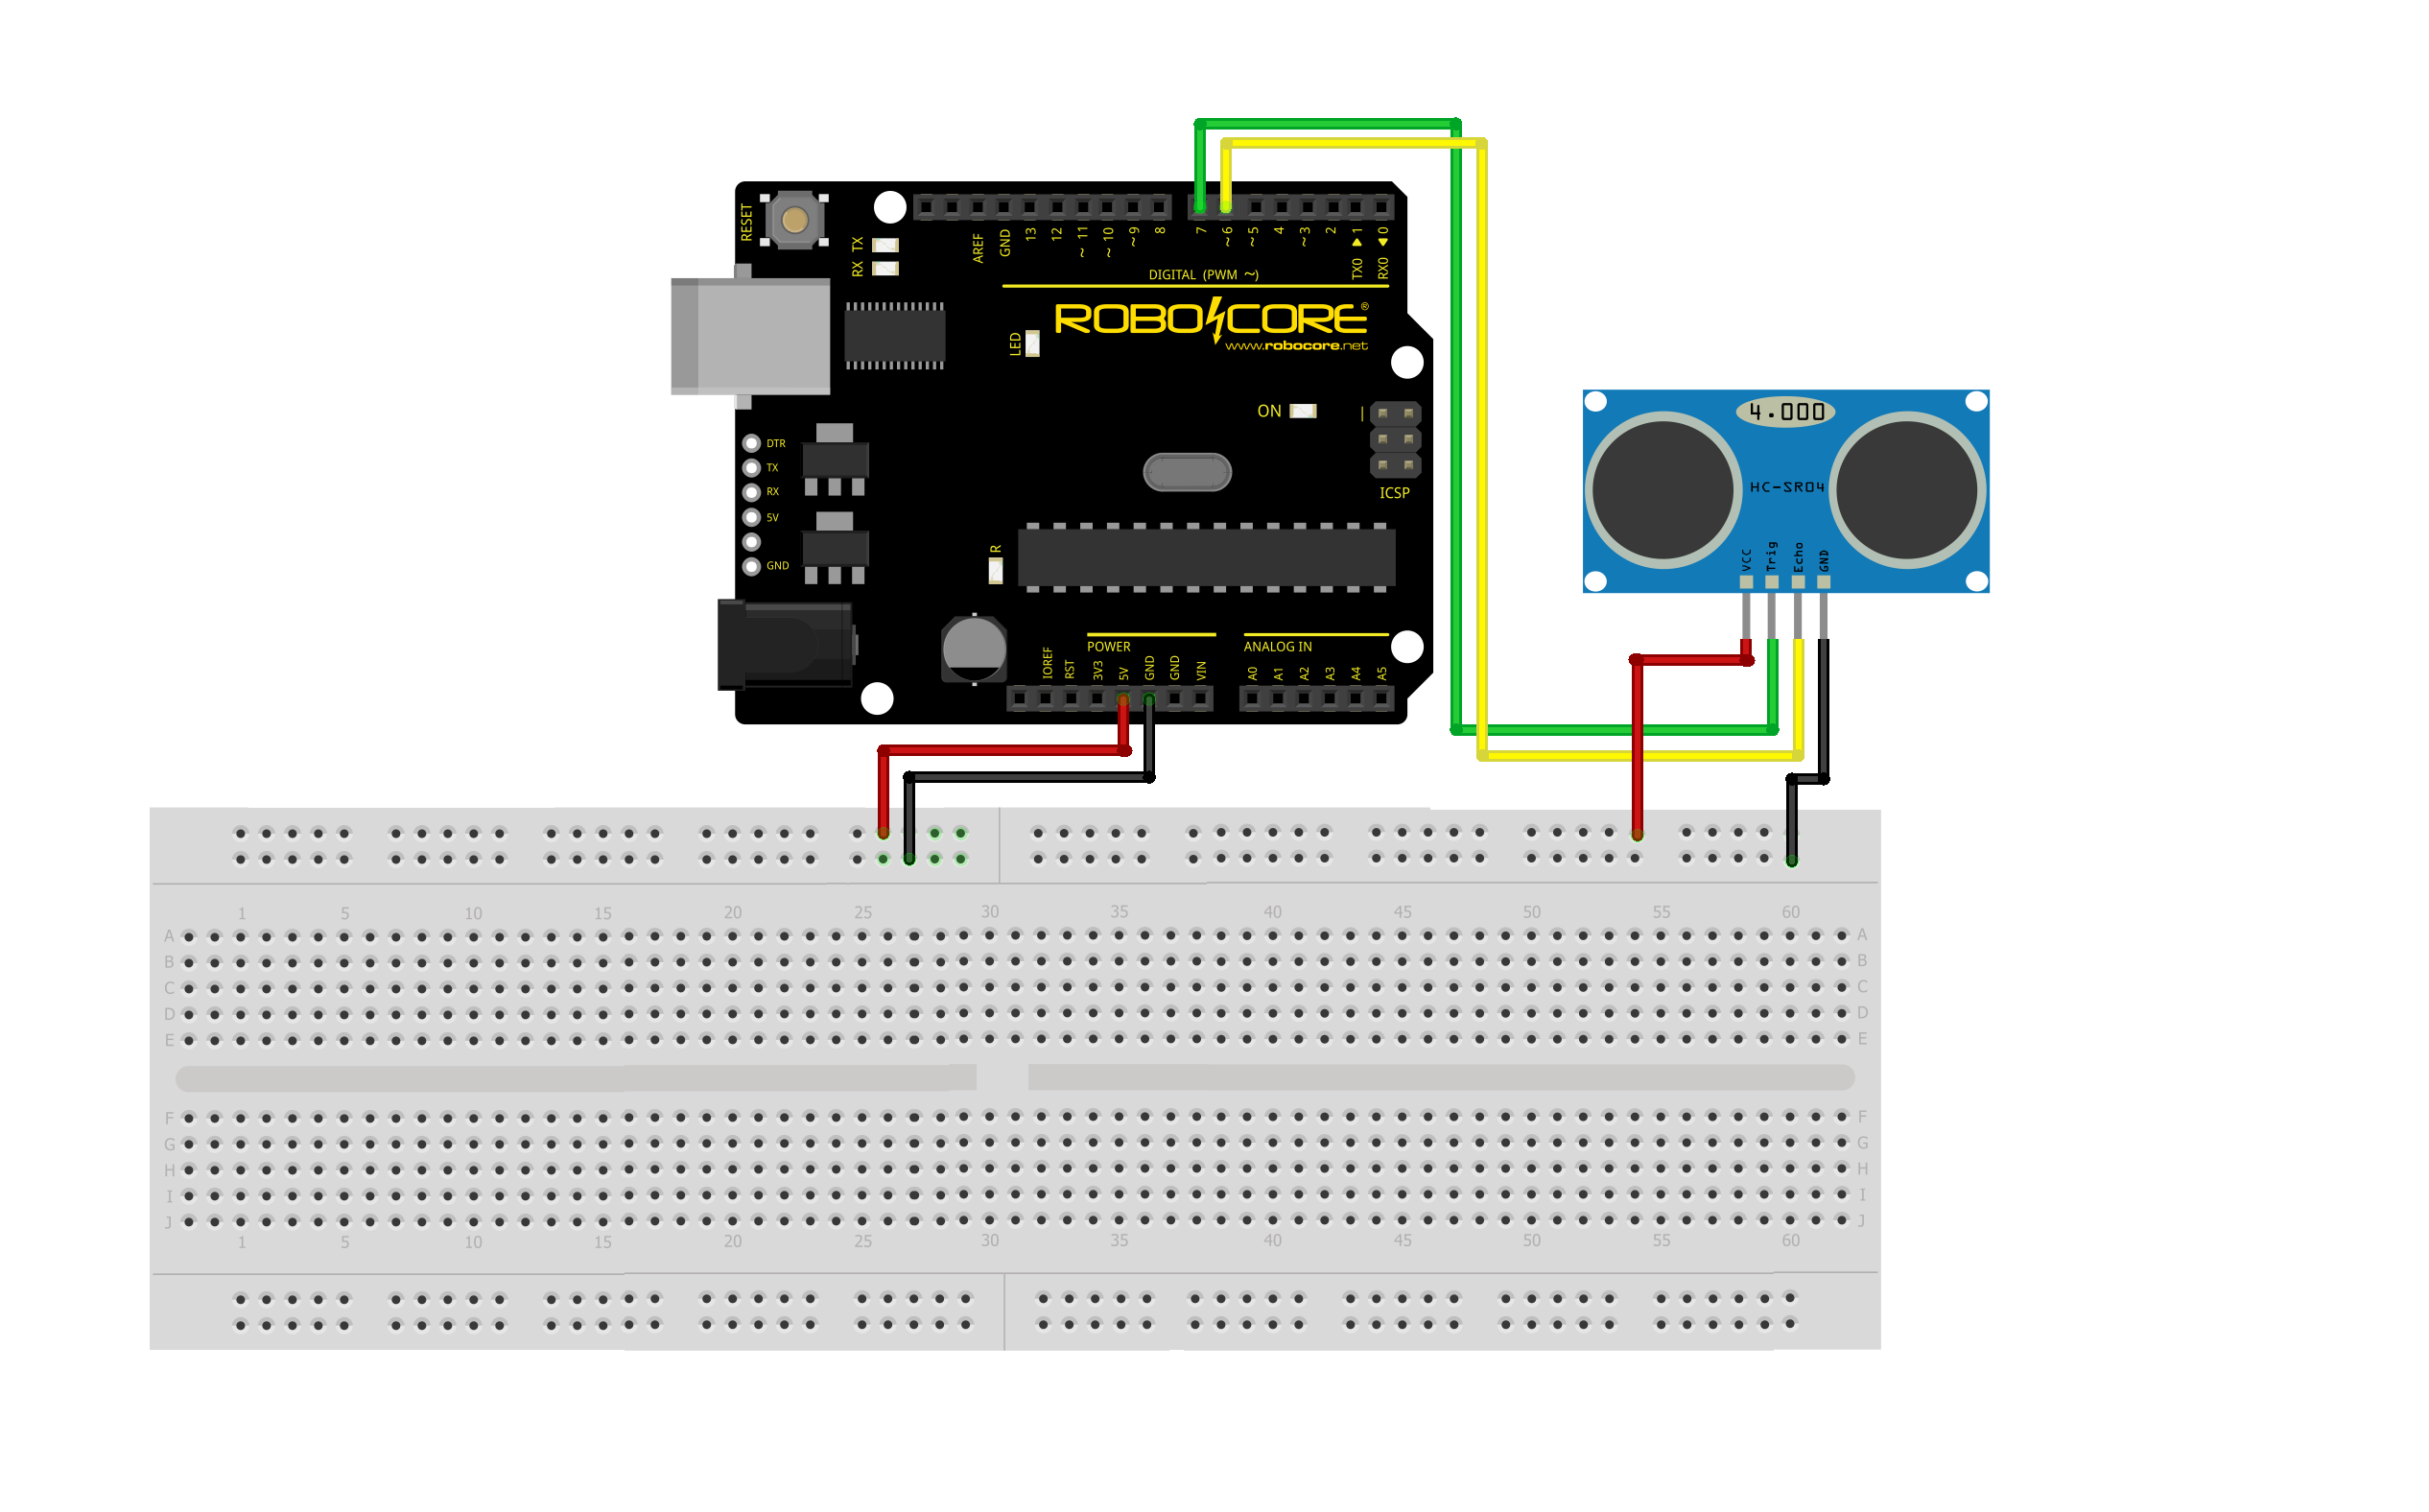 RESET
RX TX
AREF GND 13 12 ~ 11 ~ 10 ~9 8 7 ~6 ~5 4 ~3 2 TX0 ▶ 1 RX0 ◀ 0
DIGITAL (PWM ~)
ROBOCORE®
www.robocore.net
LED
ON
ICSP
DTR
TX
RX
5V
GND
R
POWER ANALOG IN
IOREF RST 3V3 5V GND GND VIN A0 A1 A2 A3 A4 A5
4.000
HC-SR04
VCC Trig Echo GND
1 5 10 15 20 25 30 35 40 45 50 55 60
A A
B B
C C
D D
E E
F F
G G
H H
I I
J J
1 5 10 15 20 25 30 35 40 45 50 55 60